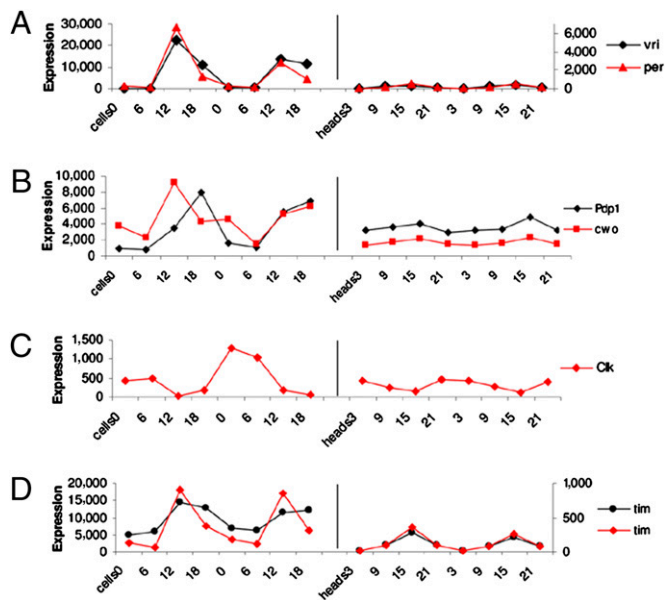 A
Expression
30,000
20,000
10,000
0
cells0 6 12 18 0 6 12 18
heads3 9 15 21 3 9 15 21
6,000
4,000
2,000
0
vri
per
B
Expression
10,000
8,000
6,000
4,000
2,000
0
cells0 6 12 18 0 6 12 18
heads3 9 15 21 3 9 15 21
Pdp1
cwo
C
Expression
1,500
1,000
500
0
cells0 6 12 18 0 6 12 18
heads3 9 15 21 3 9 15 21
Clk
D
Expression
20,000
15,000
10,000
5,000
0
cells0 6 12 18 0 6 12 18
heads3 9 15 21 3 9 15 21
1,000
500
0
tim
tim